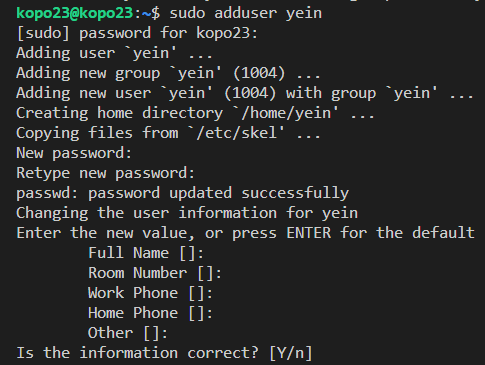 kopo23@kopo23:~$ sudo adduser yein
[sudo] password for kopo23:
Adding user `yein' ...
Adding new group `yein' (1004) ...
Adding new user `yein' (1004) with group `yein' ...
Creating home directory `/home/yein' ...
Copying files from `/etc/skel' ...
New password:
Retype new password:
passwd: password updated successfully
Changing the user information for yein
Enter the new value, or press ENTER for the default
Full Name []:
Room Number []:
Work Phone []:
Home Phone []:
Other []:
Is the information correct? [Y/n]